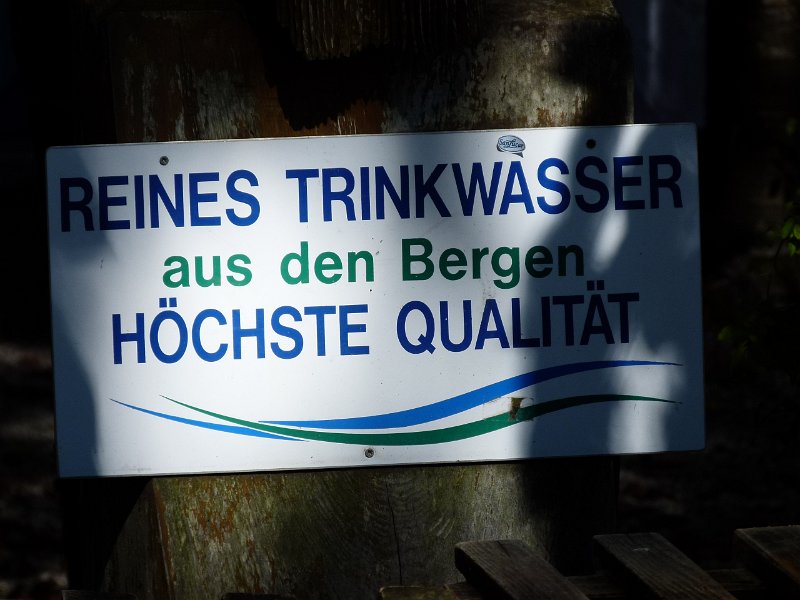 REINES TRINKWASSER
aus den Bergen
HÖCHSTE QUALITÄT